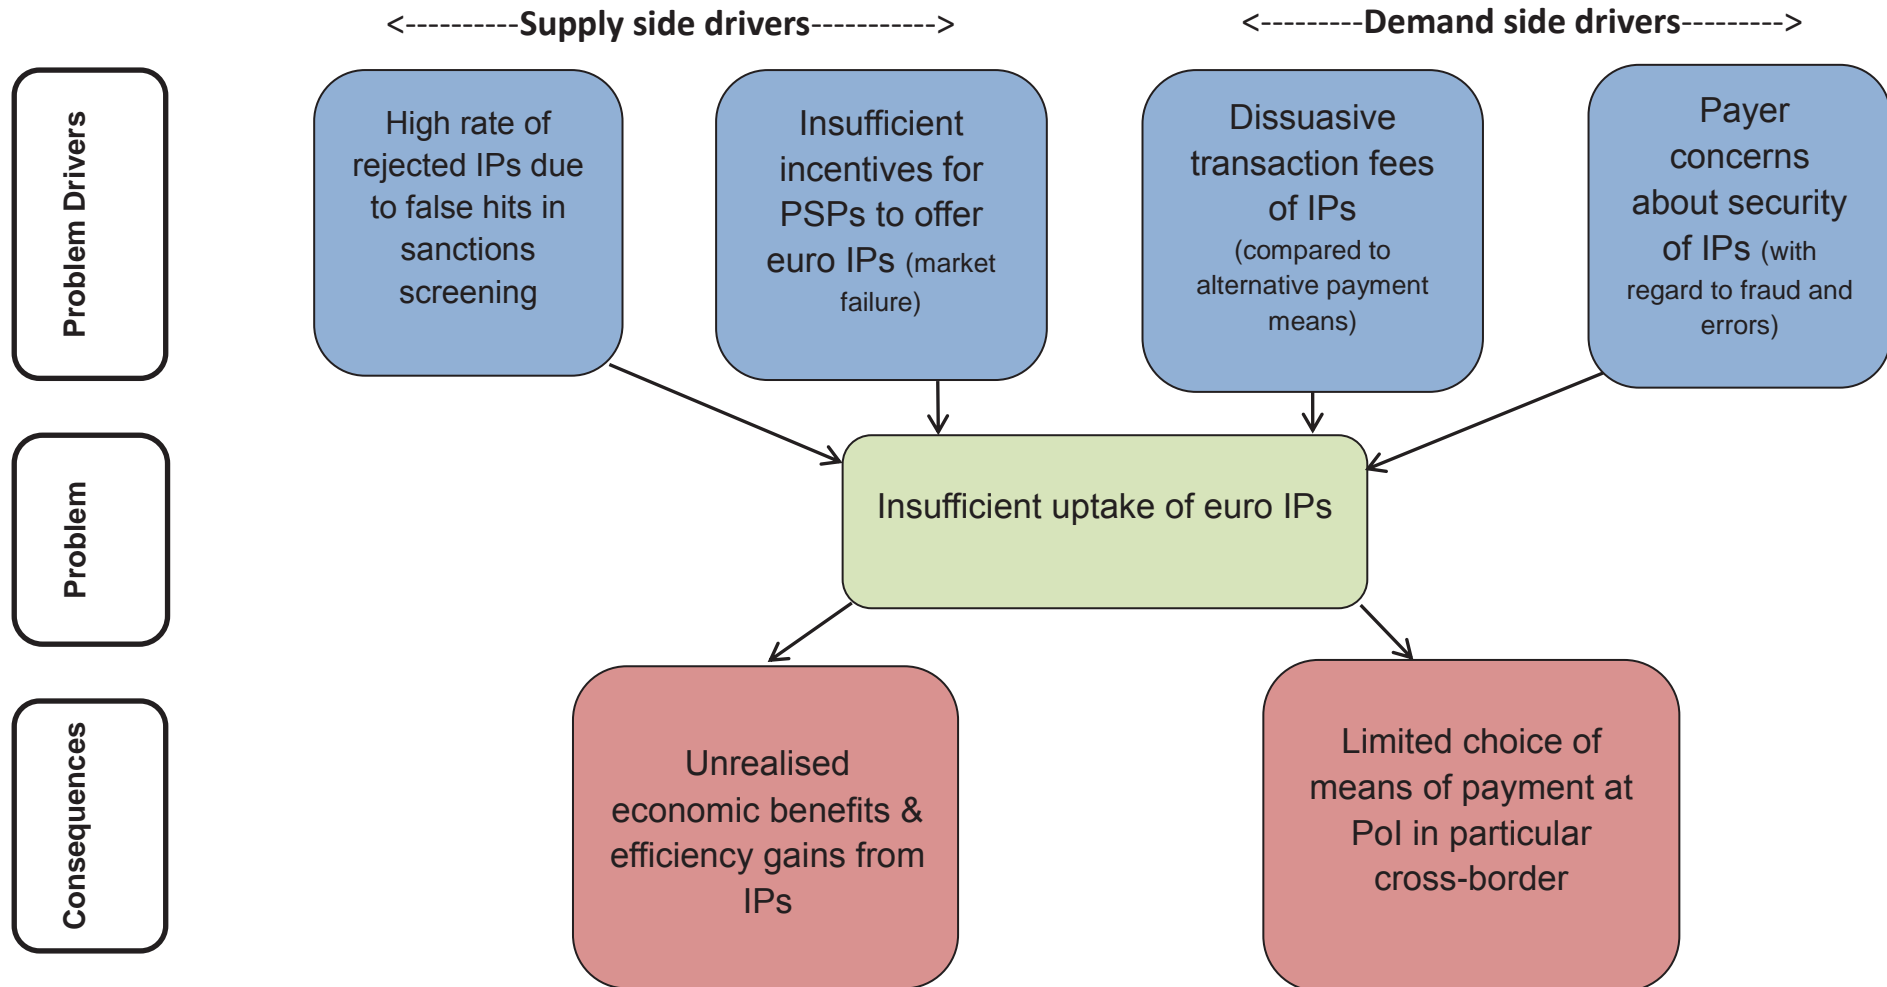 <---------Supply side drivers---------->
<---------Demand side drivers--------->
Problem Drivers
High rate of
rejected IPs due
to false hits in
sanctions
screening
Insufficient
incentives for
PSPs to offer
euro IPs (market
failure)
Dissuasive
transaction fees
of IPs
(compared to
alternative payment
means)
Payer
concerns
about security
of IPs (with
regard to fraud and
errors)
Problem
Insufficient uptake of euro IPs
Consequences
Unrealised
economic benefits &
efficiency gains from
IPs
Limited choice of
means of payment at
PoI in particular
cross-border